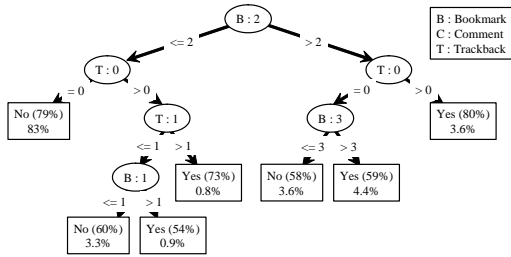 B : 2
B : Bookmark
C : Comment
T : Trackback
<= 2
> 2
T : 0
T : 0
= 0
> 0
= 0
> 0
No (79%)
83%
T : 1
B : 3
Yes (80%)
3.6%
<= 1
> 1
<= 3
> 3
B : 1
Yes (73%)
0.8%
No (58%)
3.6%
Yes (59%)
4.4%
<= 1
> 1
No (60%)
3.3%
Yes (54%)
0.9%